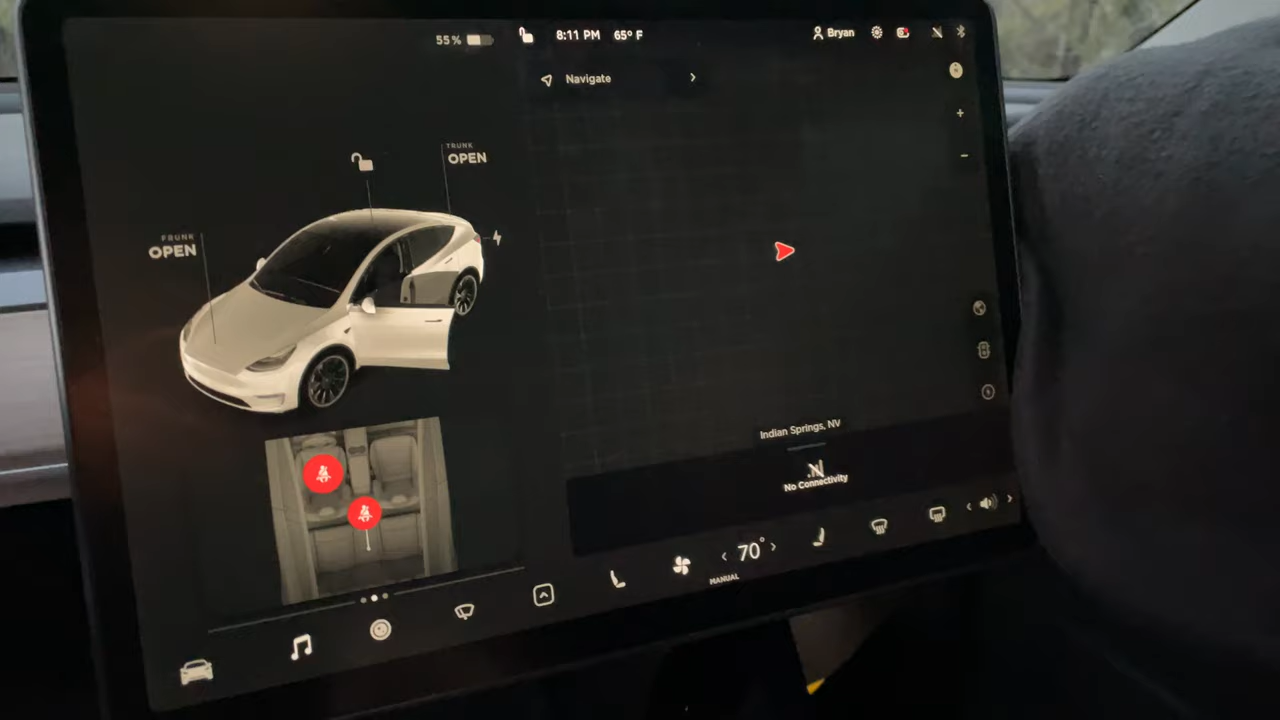 55 %
8:11 PM 65° F
Bryan
Navigate
TRUNK
OPEN
FRUNK
OPEN
Indian Springs, NV
No Connectivity
70°
MANUAL